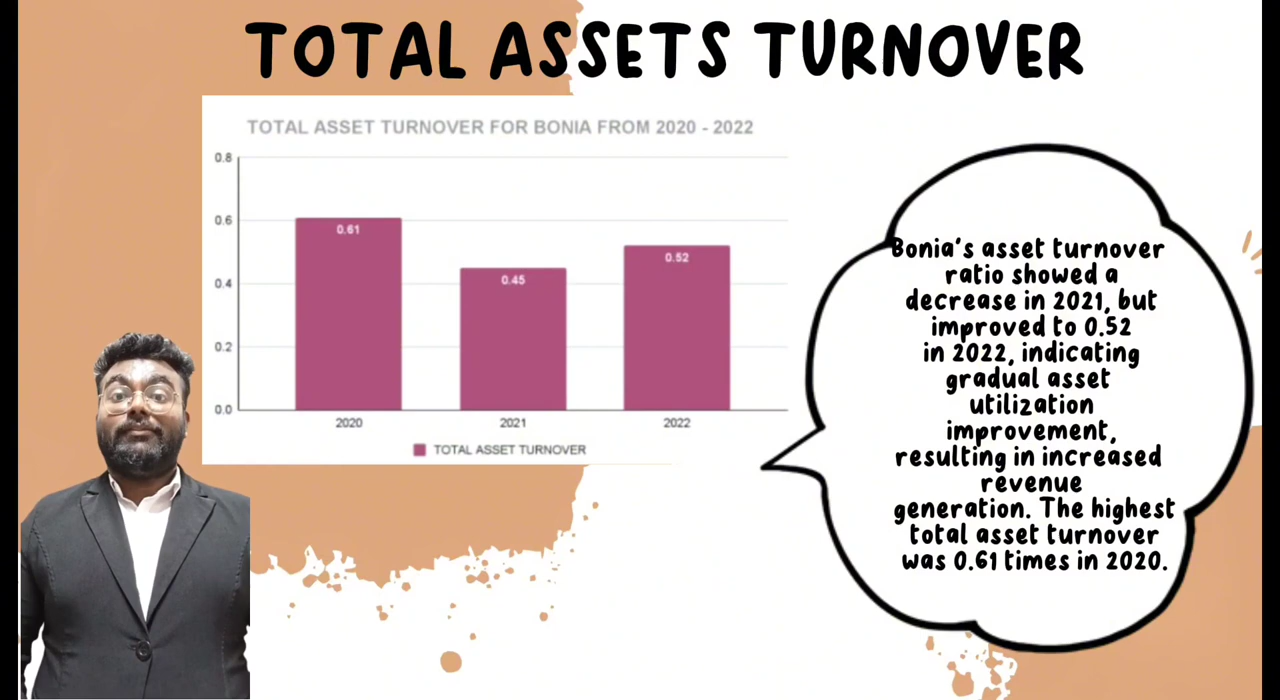 TOTAL ASSETS TURNOVER
TOTAL ASSET TURNOVER FOR BONIA FROM 2020 - 2022
0.8
0.6
0.4
0.2
0.0
0.61
0.45
0.52
2020
2021
2022
TOTAL ASSET TURNOVER
Bonia's asset turnover
ratio showed a
decrease in 2021, but
improved to 0.52
in 2022, indicating
gradual asset
utilization
improvement,
resulting in increased
revenue
generation. The highest
total asset turnover
was 0.61 times in 2020.